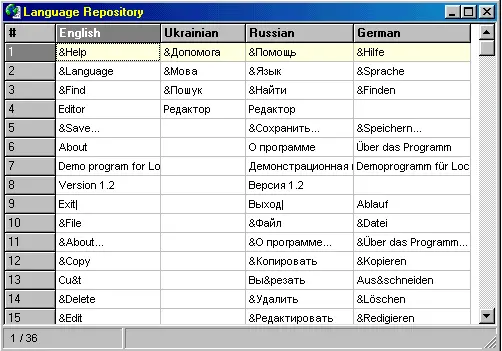 Language Repository
# English Ukrainian Russian German
1 &Help &Допомога &Помощь &Hilfe
2 &Language &Мова &Язык &Sprache
3 &Find &Пошук &Найти &Finden
4 Editor Редактор Редактор
5 &Save... &Сохранить... &Speichern...
6 About О программе Über das Programm
7 Demo program for Loc Демонстрационная Demoprogramm für Loc
8 Version 1.2 Версия 1.2
9 Exit| Выход| Ablauf
10 &File &Файл &Datei
11 &About... &О программе... &Über das Programm...
12 &Copy &Копировать &Kopieren
13 Cu&t Вы&резать Aus&schneiden
14 &Delete &Удалить &Löschen
15 &Edit &Редактировать &Redigieren
1 / 36